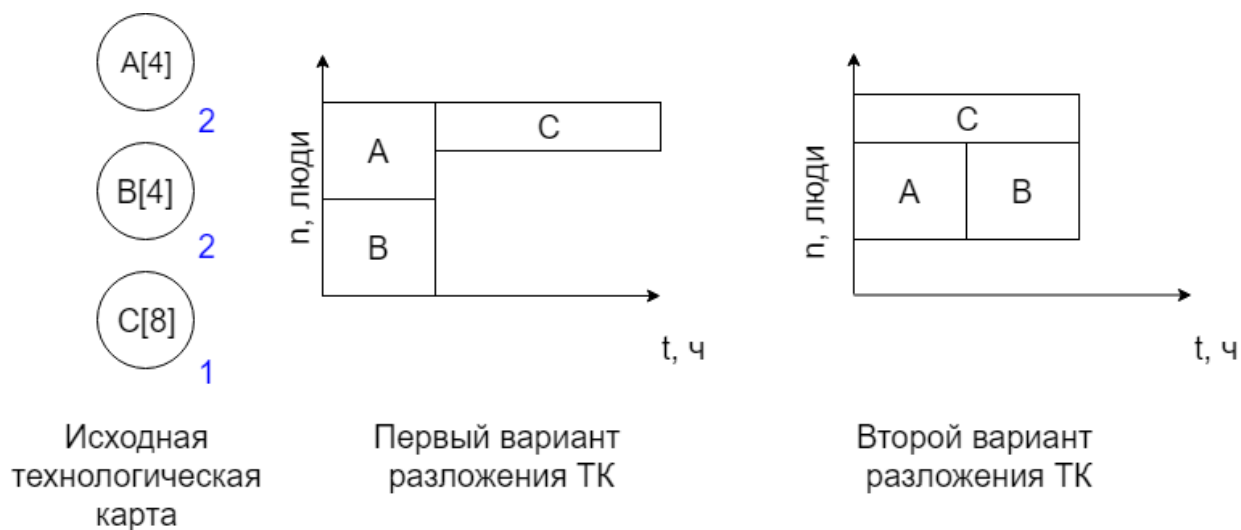 A[4]
2
B[4]
2
C[8]
1
Исходная
технологическая
карта
n, люди
A
B
C
t, ч
Первый вариант
разложения ТК
n, люди
C
A
B
t, ч
Второй вариант
разложения ТК